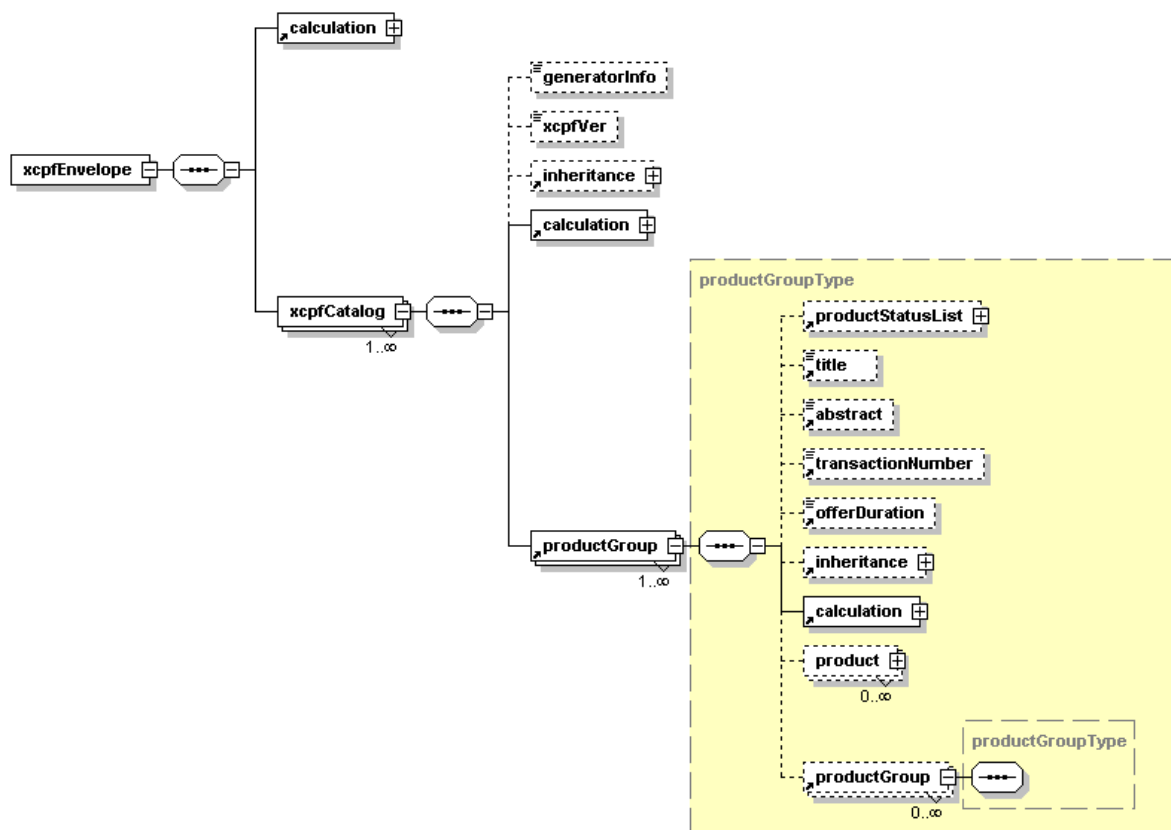 calculation
generatorInfo
xcpfVer
xcpfEnvelope
inheritance
calculation
productGroupType
xcpfCatalog
1..∞
productStatusList
title
abstract
transactionNumber
offerDuration
productGroup
1..∞
inheritance
calculation
product
0..∞
productGroupType
productGroup
0..∞